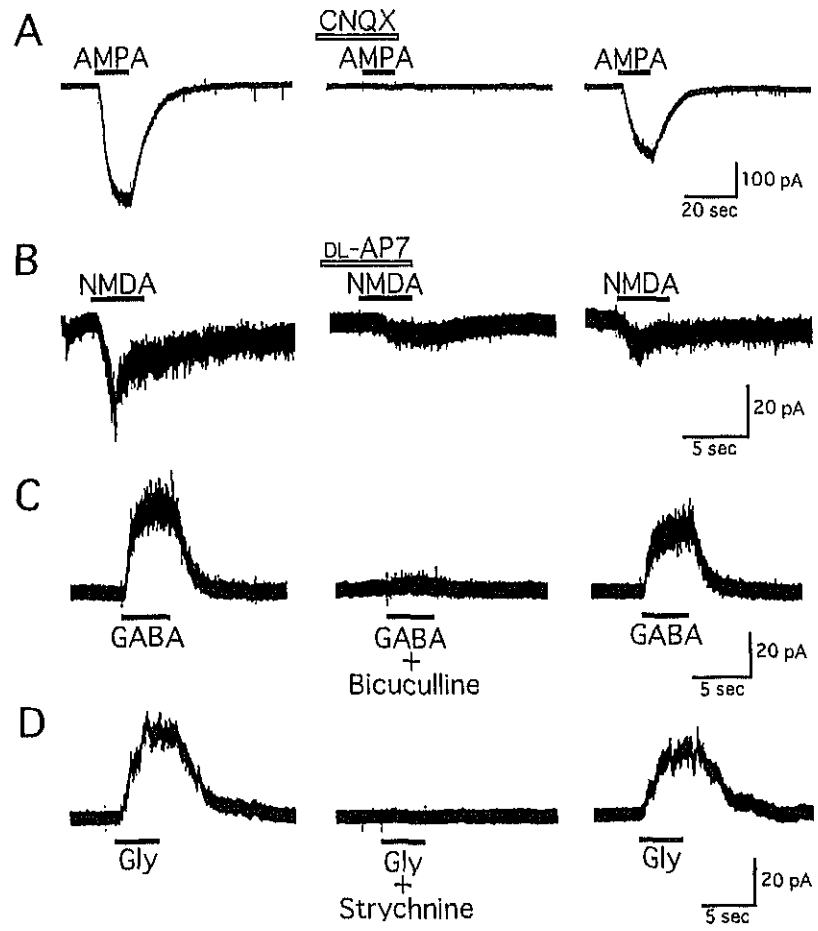 A
CNQX
AMPA
AMPA
AMPA
100 pA
20 sec
B
DL-AP7
NMDA
NMDA
NMDA
20 pA
5 sec
C
GABA
GABA
+
Bicuculline
GABA
20 pA
5 sec
D
Gly
Gly
+
Strychnine
Gly
20 pA
5 sec